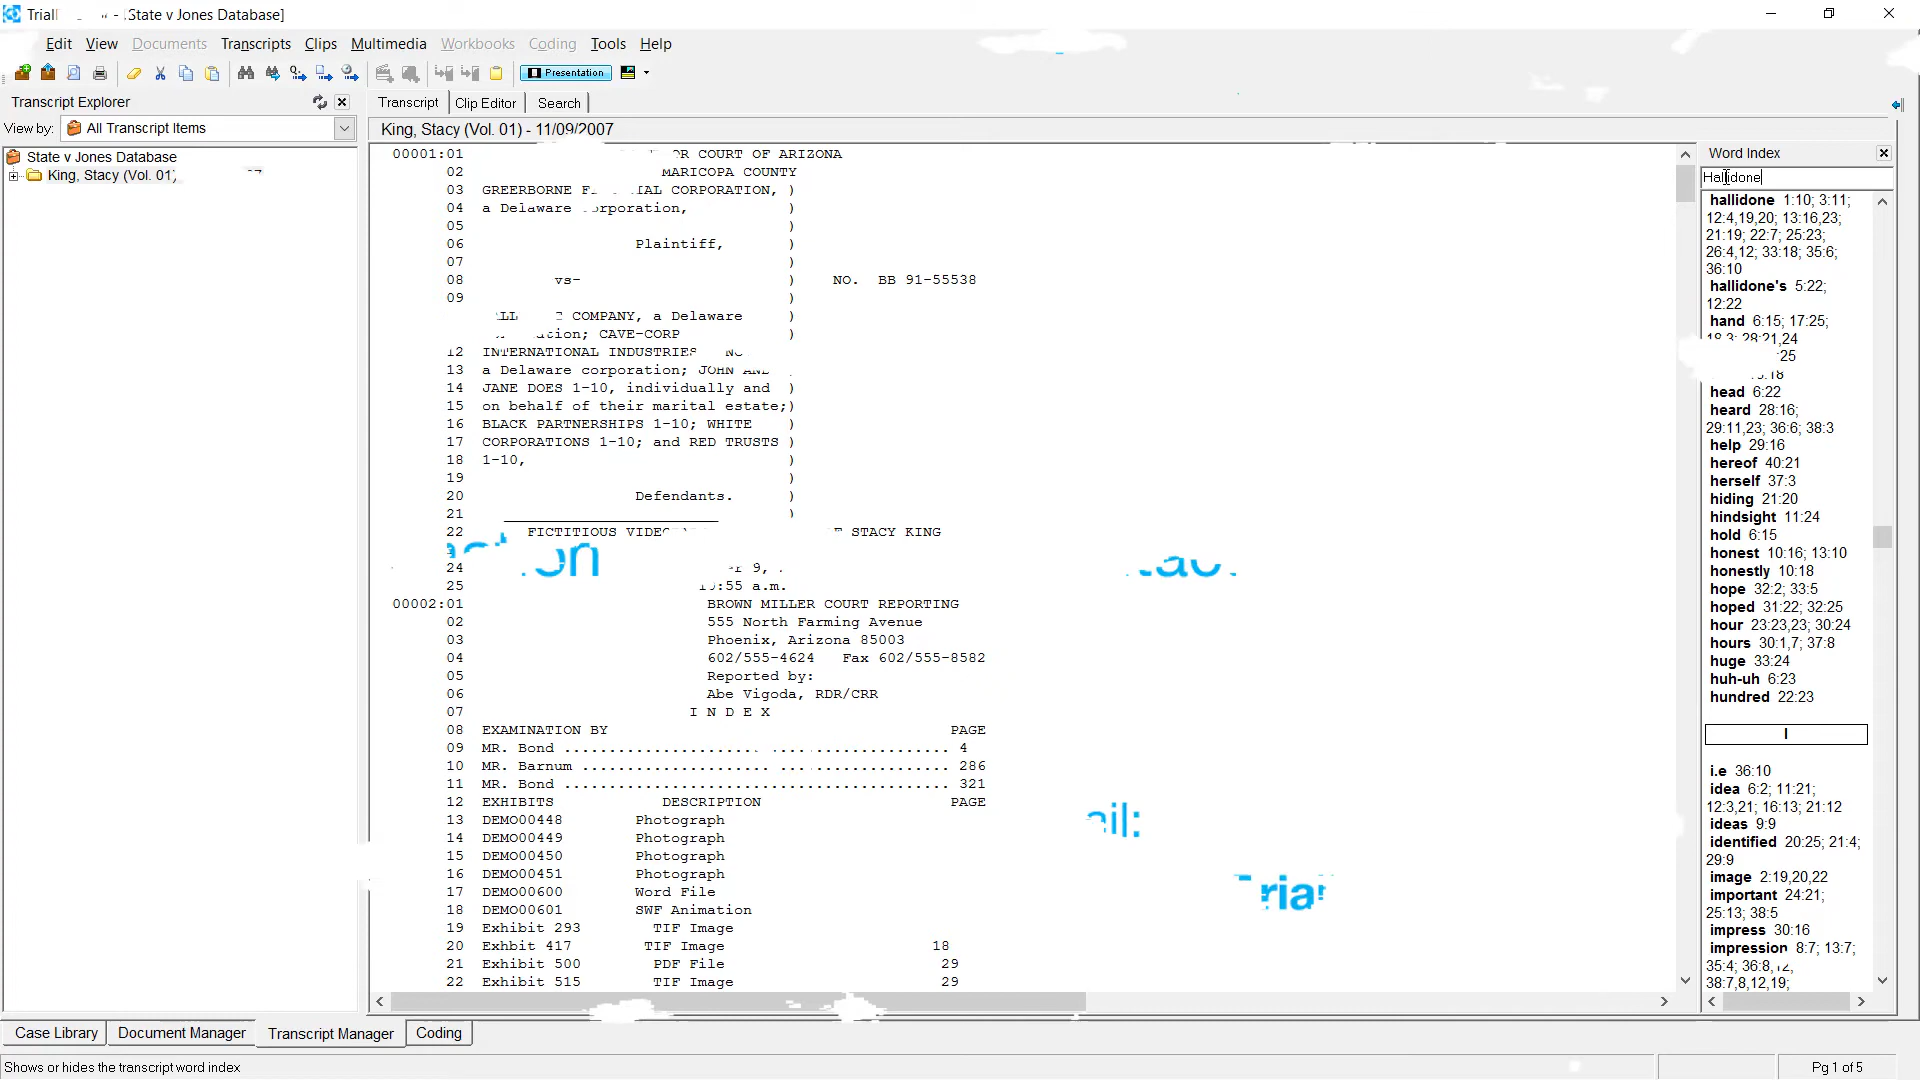 - [State v Jones Database]
Edit View Documents Transcripts Clips Multimedia Workbooks Coding Tools Help
Presentation
Transcript Explorer
View by: All Transcript Items
State v Jones Database
King, Stacy (Vol. 01)
Transcript Clip Editor Search
King, Stacy (Vol. 01) - 11/09/2007
00001:01 COURT OF ARIZONA
02 MARICOPA COUNTY
03 GREERBORNE CORPORATION, )
04 a Delaware )
05 )
06 Plaintiff, )
07 )
08 vs- ) NO. BB 91-55538
09 )
COMPANY, a Delaware )
CAVE-CORP )
12 INTERNATIONAL INDUSTRIES
13 a Delaware corporation; JOHN AND
14 JANE DOES 1-10, individually and )
15 on behalf of their marital estate;)
16 BLACK PARTNERSHIPS 1-10; WHITE )
17 CORPORATIONS 1-10; and RED TRUSTS )
18 1-10, )
19 )
20 Defendants. )
21 )
22 FICTITIOUS STACY KING
24 9,
25 :55 a.m.
00002:01 BROWN MILLER COURT REPORTING
02 555 North Farming Avenue
03 Phoenix, Arizona 85003
04 602/555-4624 Fax 602/555-8582
05 Reported by:
06 Abe Vigoda, RDR/CRR
07 I N D E X
08 EXAMINATION BY PAGE
09 MR. Bond ........................................... 4
10 MR. Barnum ......................................... 286
11 MR. Bond ........................................... 321
12 EXHIBITS DESCRIPTION PAGE
13 DEMO00448 Photograph
14 DEMO00449 Photograph
15 DEMO00450 Photograph
16 DEMO00451 Photograph
17 DEMO00600 Word File
18 DEMO00601 SWF Animation
19 Exhibit 293 TIF Image
20 Exhbit 417 TIF Image 18
21 Exhibit 500 PDF File 29
22 Exhibit 515 TIF Image 29
Word Index
Hallidone
hallidone 1:10; 3:11;
12:4,19,20; 13:16,23;
21:19; 22:7; 25:23;
26:4,12; 33:18; 35:6;
36:10
hallidone's 5:22;
12:22
hand 6:15; 17:25;
18:3; 28:21,24
:25
:18
head 6:22
heard 28:16;
29:11,23; 36:6; 38:3
help 29:16
hereof 40:21
herself 37:3
hiding 21:20
hindsight 11:24
hold 6:15
honest 10:16; 13:10
honestly 10:18
hope 32:2; 33:5
hoped 31:22; 32:25
hour 23:23,23; 30:24
hours 30:1,7; 37:8
huge 33:24
huh-uh 6:23
hundred 22:23
I
i.e 36:10
idea 6:2; 11:21;
12:3,21; 16:13; 21:12
ideas 9:9
identified 20:25; 21:4;
29:9
image 2:19,20,22
important 24:21;
25:13; 38:5
impress 30:16
impression 8:7; 13:7;
35:4; 36:8,12,
38:7,8,12,19;
Case Library Document Manager Transcript Manager Coding
Shows or hides the transcript word index
Pg 1 of 5